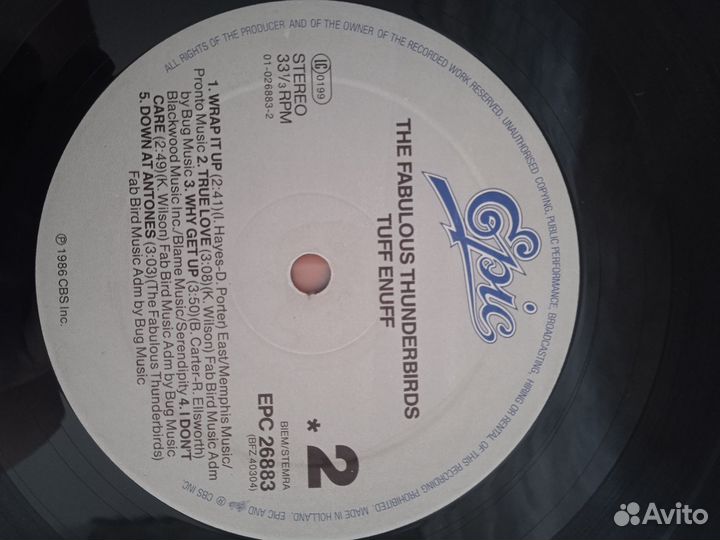 ALL RIGHTS OF THE PRODUCER AND OF THE OWNER OF THE RECORDED WORK RESERVED. UNAUTHORISED COPYING, PUBLIC PERFORMANCE, BROADCASTING, HIRING OR RENTAL OF THIS RECORDING PROHIBITED. MADE IN HOLLAND. EPIC AND ARE ® CBS INC
Epic
THE FABULOUS THUNDERBIRDS
TUFF ENUFF
LC 0199
STEREO
33⅓ RPM
01-026883-2
2
*
BIEM/STEMRA
(BFZ 40304)
EPC 26883
1. WRAP IT UP (2:41)(I. Hayes-D. Porter) East/Memphis Music/
Pronto Music 2. TRUE LOVE (3:08)(K. Wilson) Fab Bird Music Adm
by Bug Music 3. WHY GET UP (3:50)(B. Carter-R. Ellsworth)
Blackwood Music Inc./Blame Music/Serendipity 4. I DON'T
CARE (2:49)(K. Wilson) Fab Bird Music Adm by Bug Music
5. DOWN AT ANTONES (3:03)(The Fabulous Thunderbirds)
Fab Bird Music Adm by Bug Music
℗ 1986 CBS Inc.
Avito